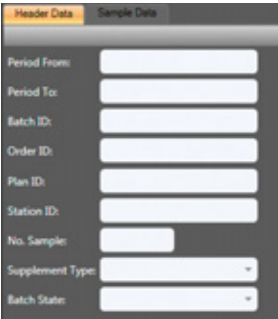 Header Data Sample Data
Period From:
Period To:
Batch ID:
Order ID:
Plan ID:
Station ID:
No. Sample:
Supplement Type:
Batch State: